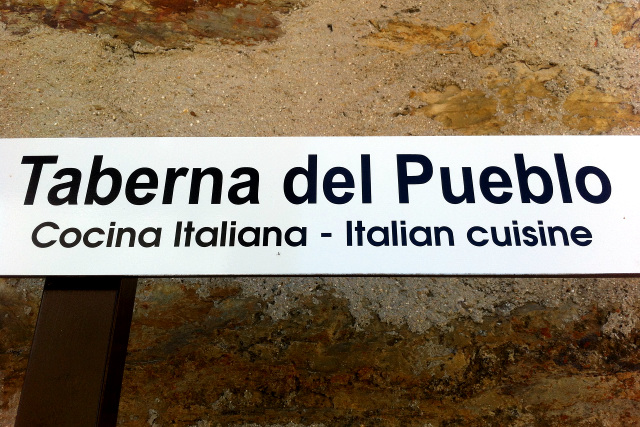 Taberna del Pueblo
Cocina Italiana - Italian cuisine